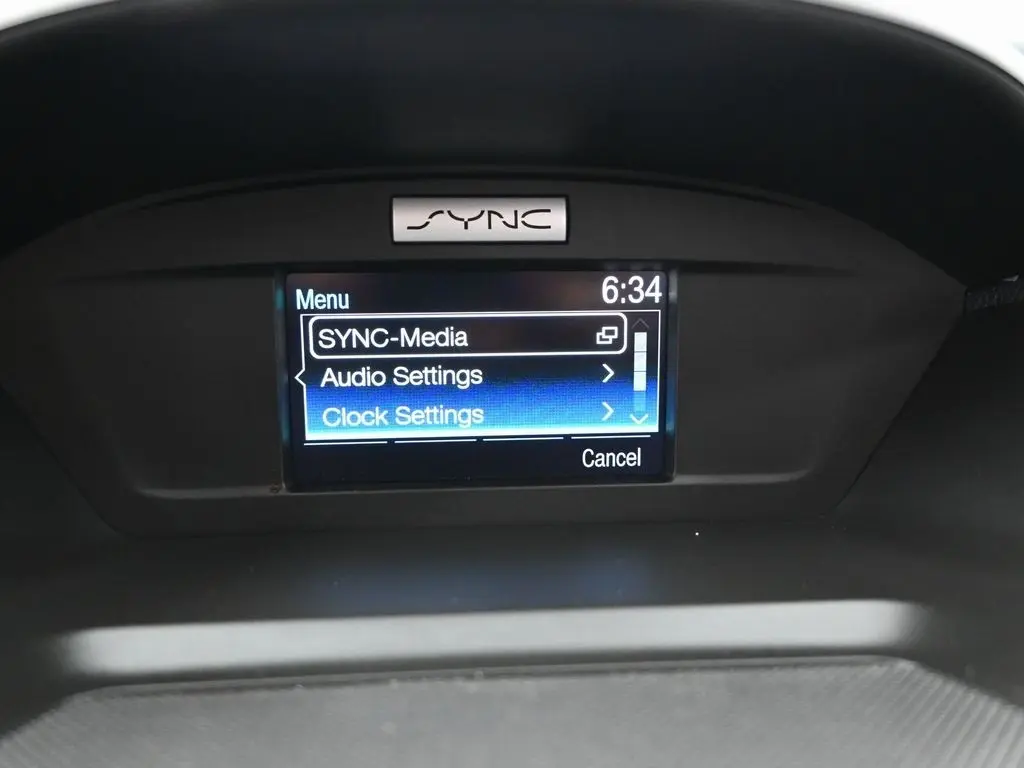 SYNC
Menu 6:34
SYNC-Media
Audio Settings
Clock Settings
Cancel